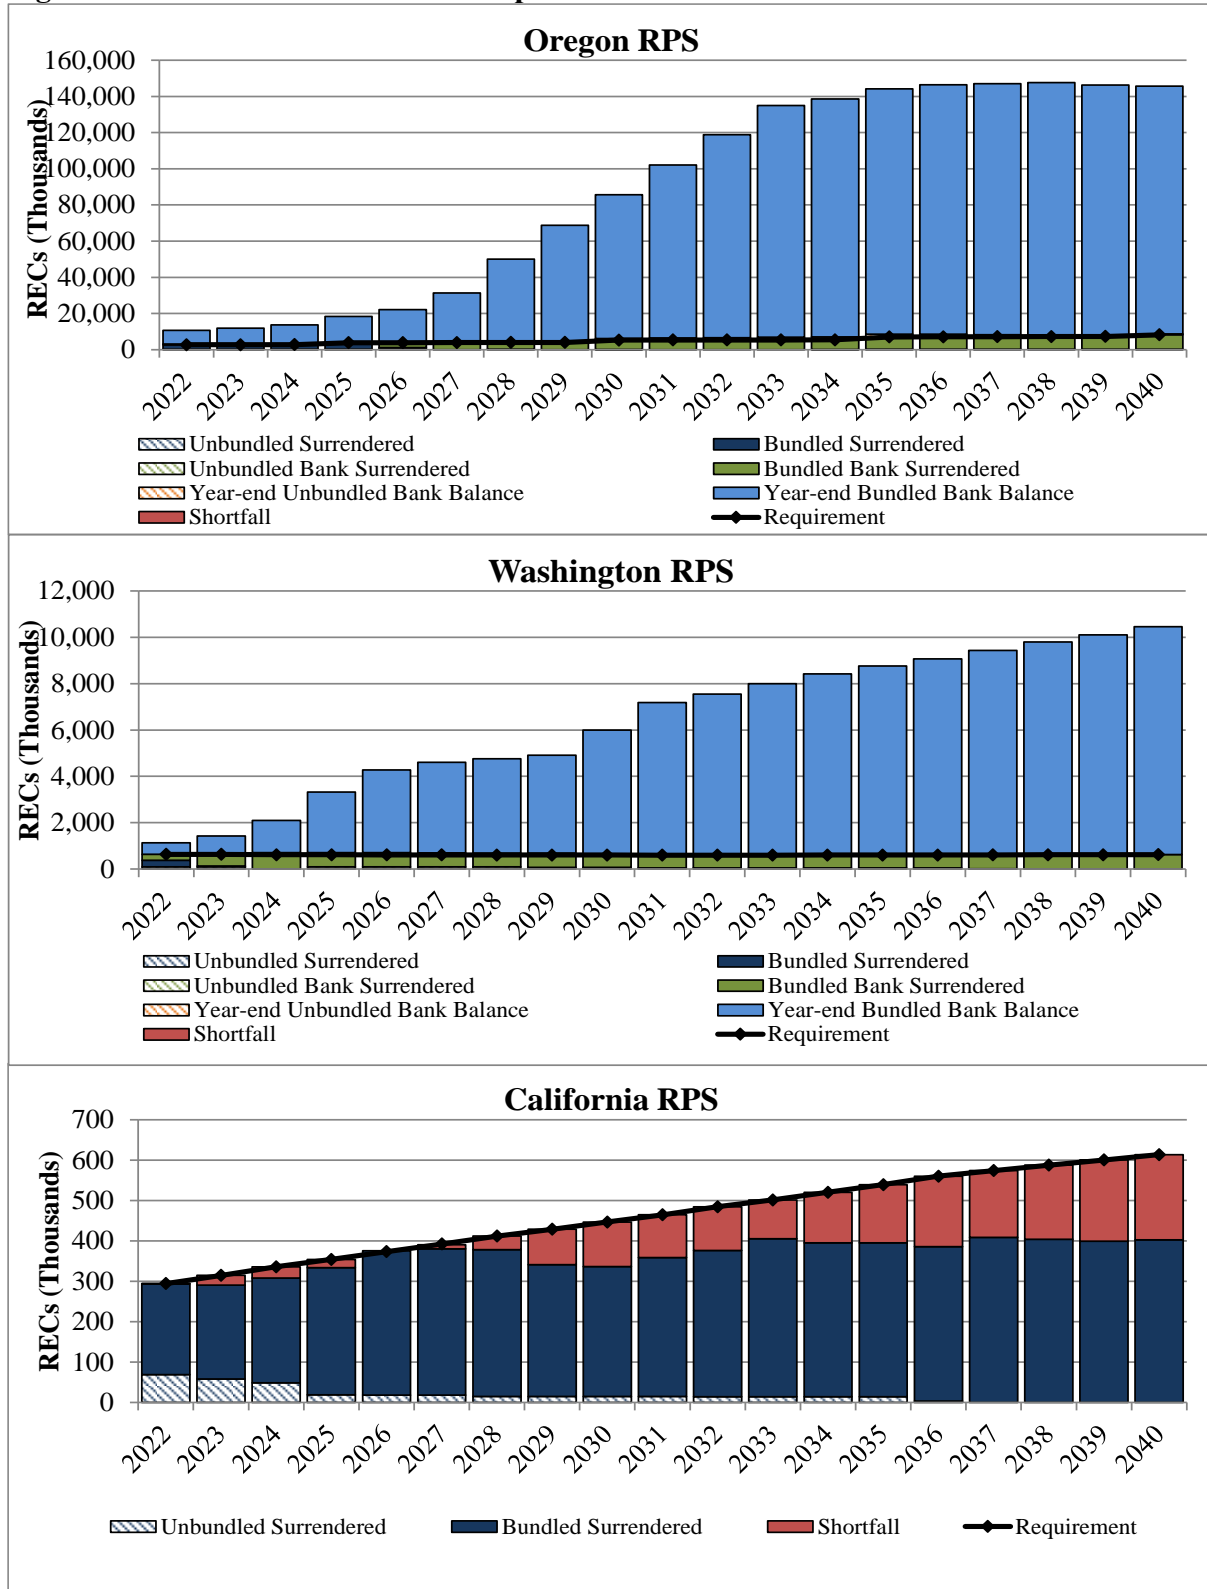 Oregon RPS
160,000
140,000
120,000
100,000
80,000
60,000
40,000
20,000
0
RECs (Thousands)
2022 2023 2024 2025 2026 2027 2028 2029 2030 2031 2032 2033 2034 2035 2036 2037 2038 2039 2040
Unbundled Surrendered Bundled Surrendered
Unbundled Bank Surrendered Bundled Bank Surrendered
Year-end Unbundled Bank Balance Year-end Bundled Bank Balance
Shortfall Requirement
Washington RPS
12,000
10,000
8,000
6,000
4,000
2,000
0
RECs (Thousands)
2022 2023 2024 2025 2026 2027 2028 2029 2030 2031 2032 2033 2034 2035 2036 2037 2038 2039 2040
Unbundled Surrendered Bundled Surrendered
Unbundled Bank Surrendered Bundled Bank Surrendered
Year-end Unbundled Bank Balance Year-end Bundled Bank Balance
Shortfall Requirement
California RPS
700
600
500
400
300
200
100
0
RECs (Thousands)
2022 2023 2024 2025 2026 2027 2028 2029 2030 2031 2032 2033 2034 2035 2036 2037 2038 2039 2040
Unbundled Surrendered Bundled Surrendered Shortfall Requirement